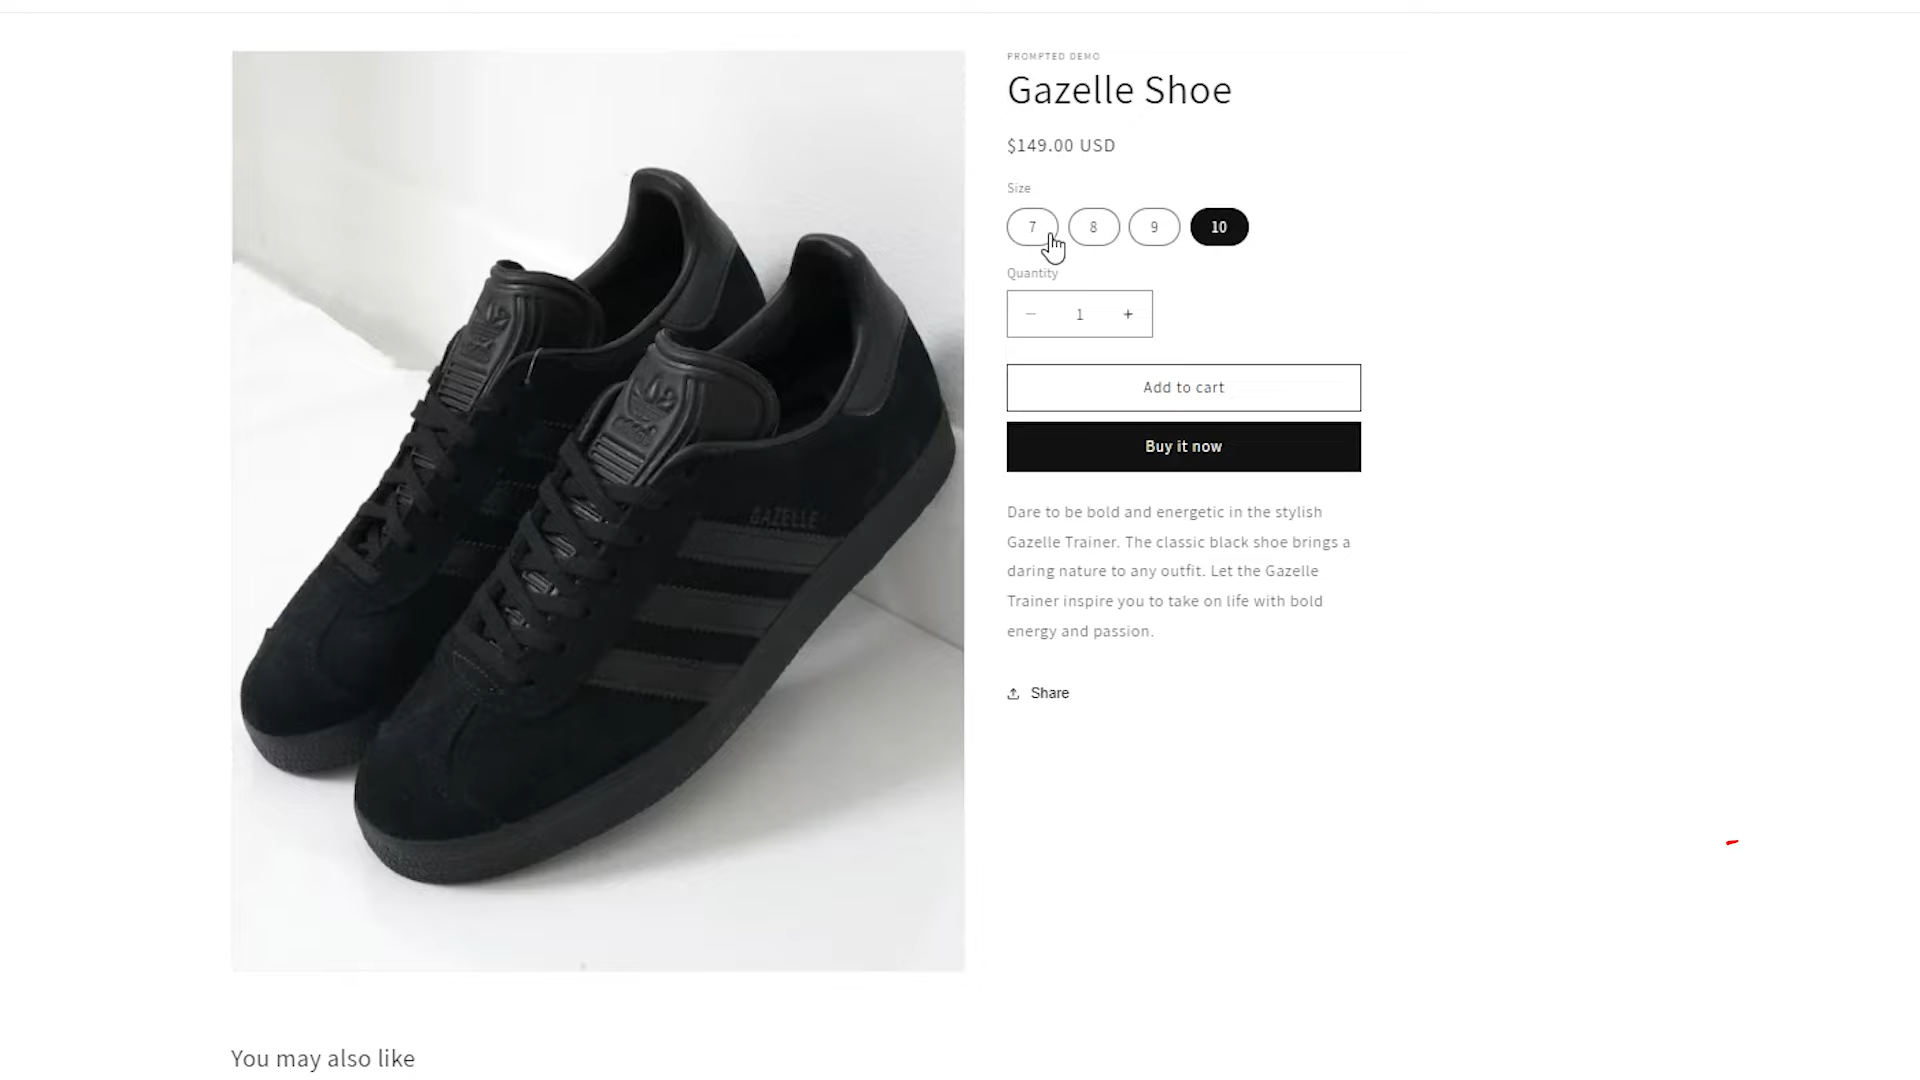 PROMPTED DEMO
Gazelle Shoe
$149.00 USD
Size
7 8 9 10
Quantity
− 1 +
Add to cart
Buy it now
Dare to be bold and energetic in the stylish
Gazelle Trainer. The classic black shoe brings a
daring nature to any outfit. Let the Gazelle
Trainer inspire you to take on life with bold
energy and passion.
Share
GAZELLE
You may also like